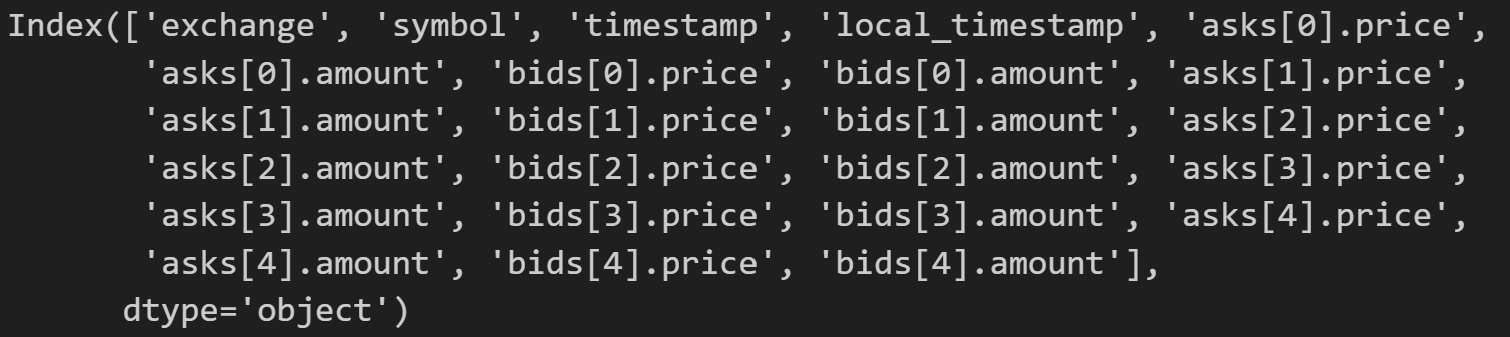 Index(['exchange', 'symbol', 'timestamp', 'local_timestamp', 'asks[0].price',
'asks[0].amount', 'bids[0].price', 'bids[0].amount', 'asks[1].price',
'asks[1].amount', 'bids[1].price', 'bids[1].amount', 'asks[2].price',
'asks[2].amount', 'bids[2].price', 'bids[2].amount', 'asks[3].price',
'asks[3].amount', 'bids[3].price', 'bids[3].amount', 'asks[4].price',
'asks[4].amount', 'bids[4].price', 'bids[4].amount'],
dtype='object')